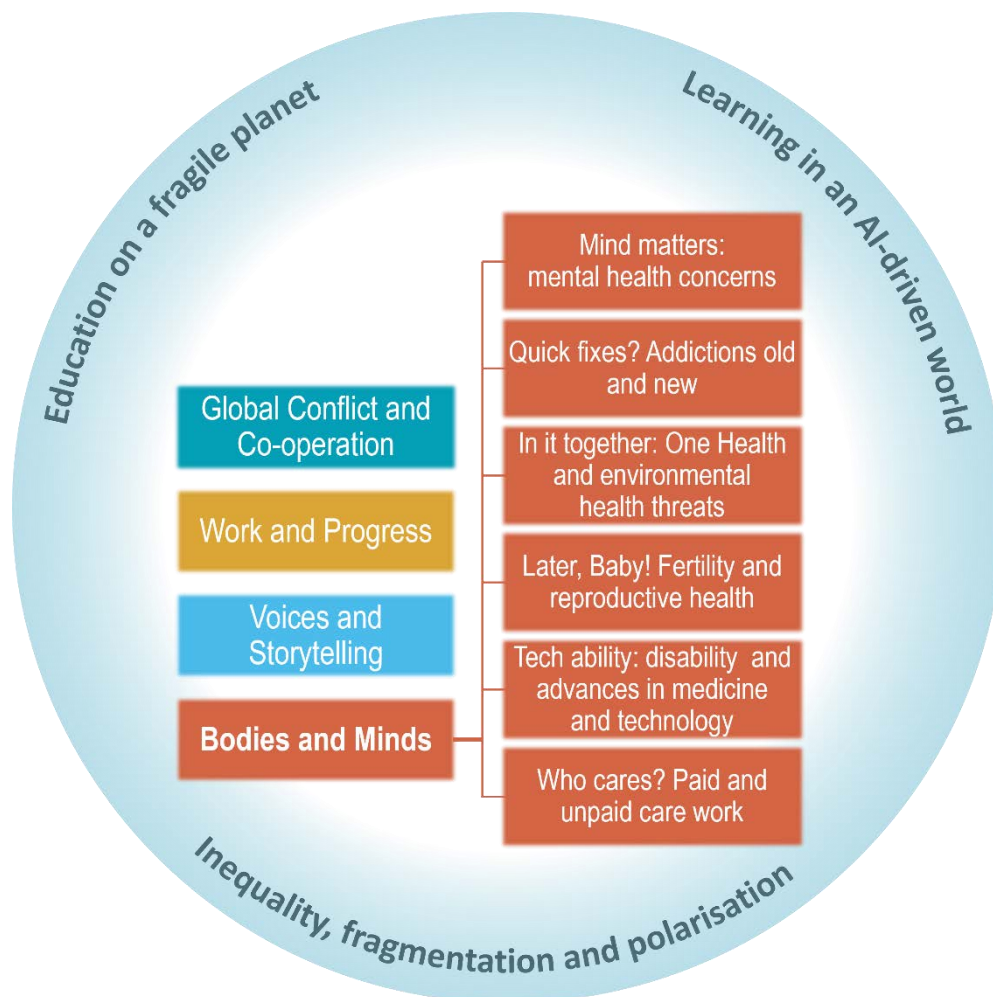 Education on a fragile planet
Learning in an AI-driven world
Global Conflict and
Co-operation
Work and Progress
Voices and
Storytelling
Bodies and Minds
Mind matters:
mental health concerns
Quick fixes? Addictions old
and new
In it together: One Health
and environmental
health threats
Later, Baby! Fertility and
reproductive health
Tech ability: disability and
advances in medicine
and technology
Who cares? Paid and
unpaid care work
Inequality, fragmentation and polarisation